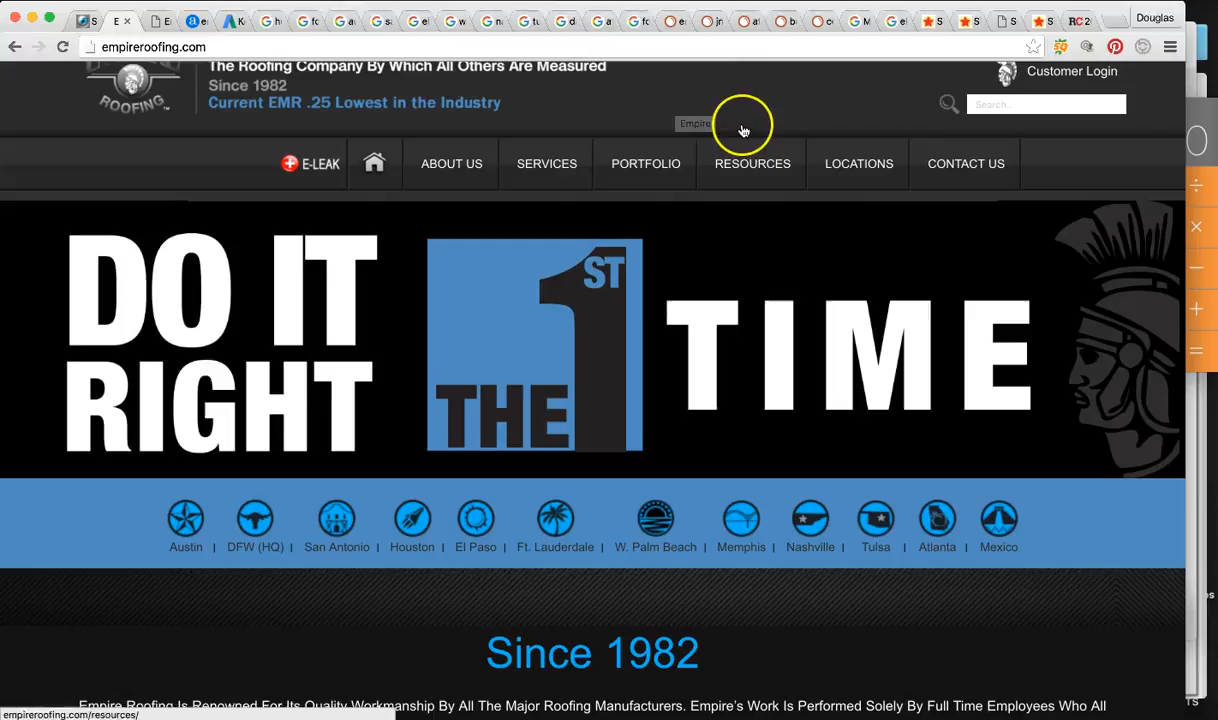 Douglas
empireroofing.com
ROOFING
The Roofing Company By Which All Others Are Measured
Since 1982
Current EMR .25 Lowest in the Industry
Customer Login
Search..
Empire
E-LEAK
ABOUT US
SERVICES
PORTFOLIO
RESOURCES
LOCATIONS
CONTACT US
DO IT
RIGHT
THE 1ST
TIME
Austin | DFW (HQ) | San Antonio | Houston | El Paso | Ft. Lauderdale | W. Palm Beach | Memphis | Nashville | Tulsa | Atlanta | Mexico
Since 1982
Empire Roofing Is Renowned For Its Quality Workmanship By All The Major Roofing Manufacturers. Empire's Work Is Performed Solely By Full Time Employees Who All
empireroofing.com/resources/